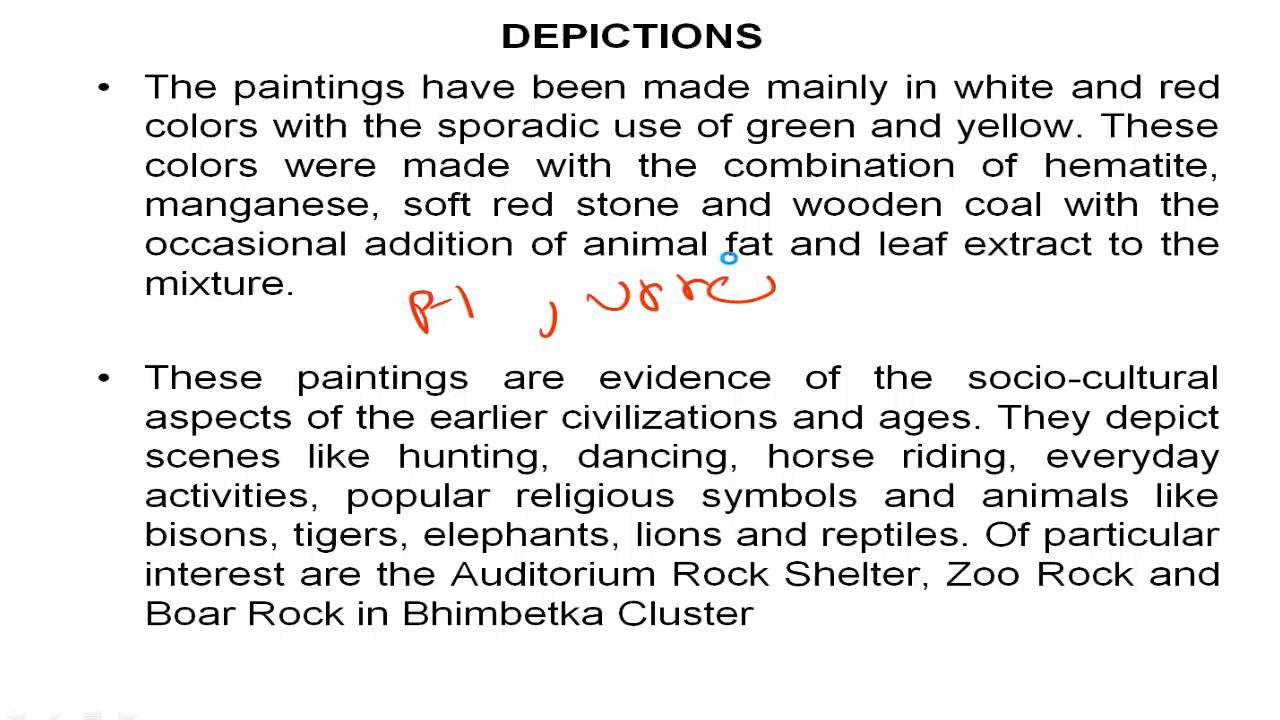 DEPICTIONS
• The paintings have been made mainly in white and red
colors with the sporadic use of green and yellow. These
colors were made with the combination of hematite,
manganese, soft red stone and wooden coal with the
occasional addition of animal fat and leaf extract to the
mixture.
• These paintings are evidence of the socio-cultural
aspects of the earlier civilizations and ages. They depict
scenes like hunting, dancing, horse riding, everyday
activities, popular religious symbols and animals like
bisons, tigers, elephants, lions and reptiles. Of particular
interest are the Auditorium Rock Shelter, Zoo Rock and
Boar Rock in Bhimbetka Cluster